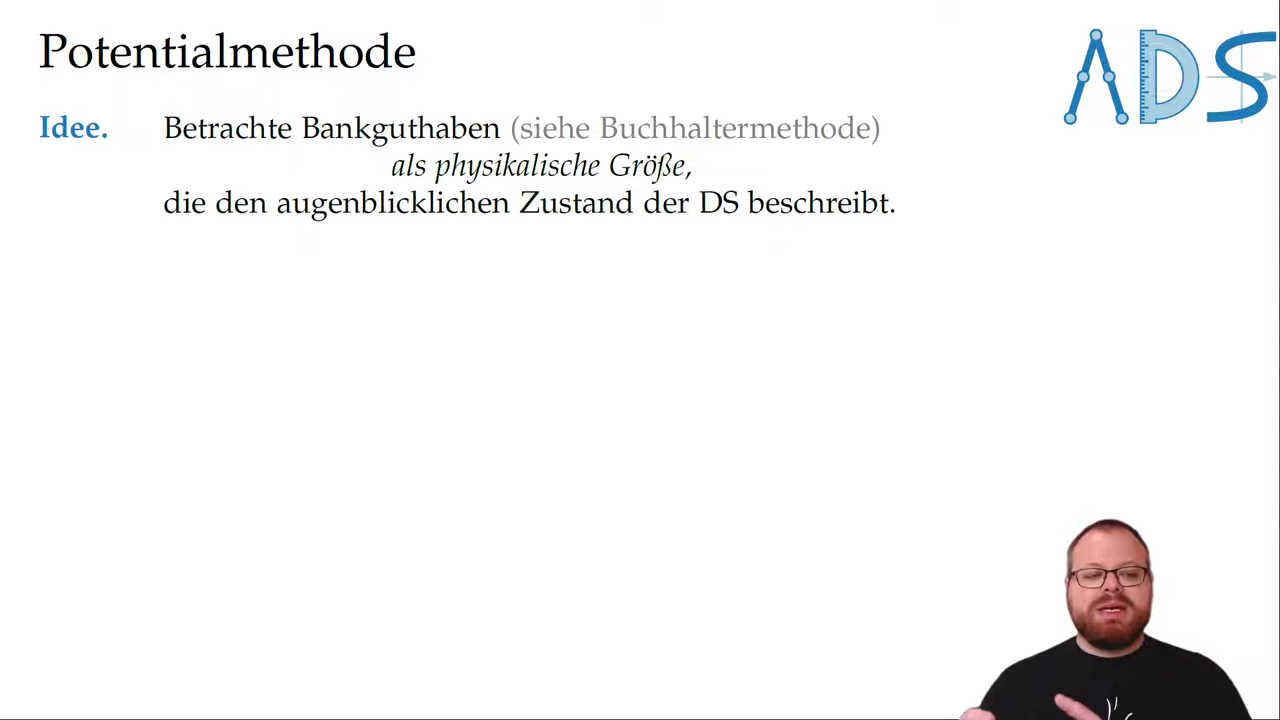 Potentialmethode
ADS
Idee. Betrachte Bankguthaben (siehe Buchhaltermethode)
als physikalische Größe,
die den augenblicklichen Zustand der DS beschreibt.